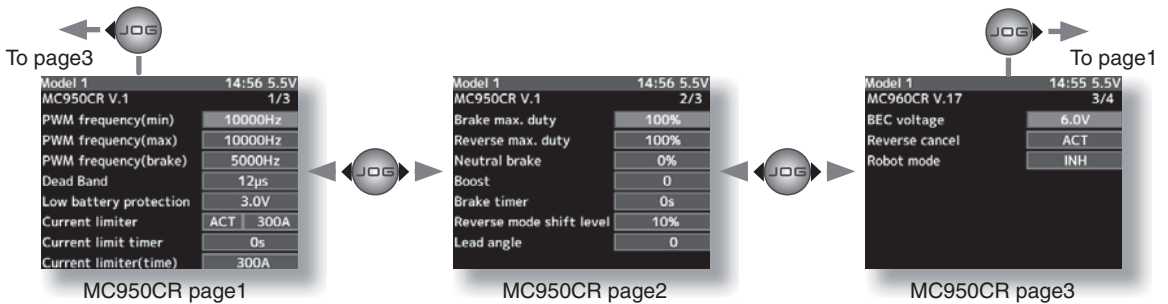 JOG
JOG
To page3
To page1
Model 1 14:56 5.5V
MC950CR V.1 1/3
PWM frequency(min) 10000Hz
PWM frequency(max) 10000Hz
PWM frequency(brake) 5000Hz
Dead Band 12µs
Low battery protection 3.0V
Current limiter ACT 300A
Current limit timer 0s
Current limiter(time) 300A
MC950CR page1
JOG
Model 1 14:56 5.5V
MC950CR V.1 2/3
Brake max. duty 100%
Reverse max. duty 100%
Neutral brake 0%
Boost 0
Brake timer 0s
Reverse mode shift level 10%
Lead angle 0
MC950CR page2
JOG
Model 1 14:55 5.5V
MC960CR V.17 3/4
BEC voltage 6.0V
Reverse cancel ACT
Robot mode INH
MC950CR page3